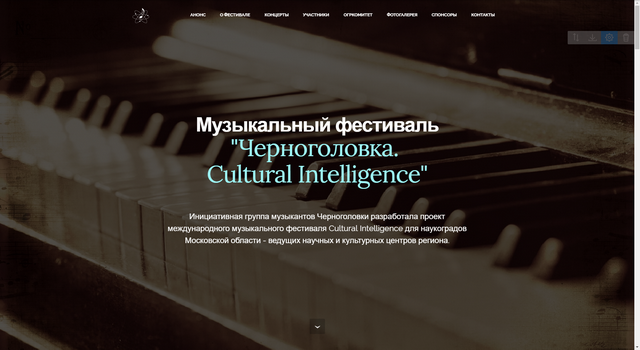 АНОНС О ФЕСТИВАЛЕ КОНЦЕРТЫ УЧАСТНИКИ ОГРКОМИТЕТ ФОТОГАЛЕРЕЯ СПОНСОРЫ КОНТАКТЫ
Музыкальный фестиваль
"Черноголовка.
Cultural Intelligence"
Инициативная группа музыкантов Черноголовки разработала проект
международного музыкального фестиваля Cultural Intelligence для наукоградов
Московской области - ведущих научных и культурных центров региона.